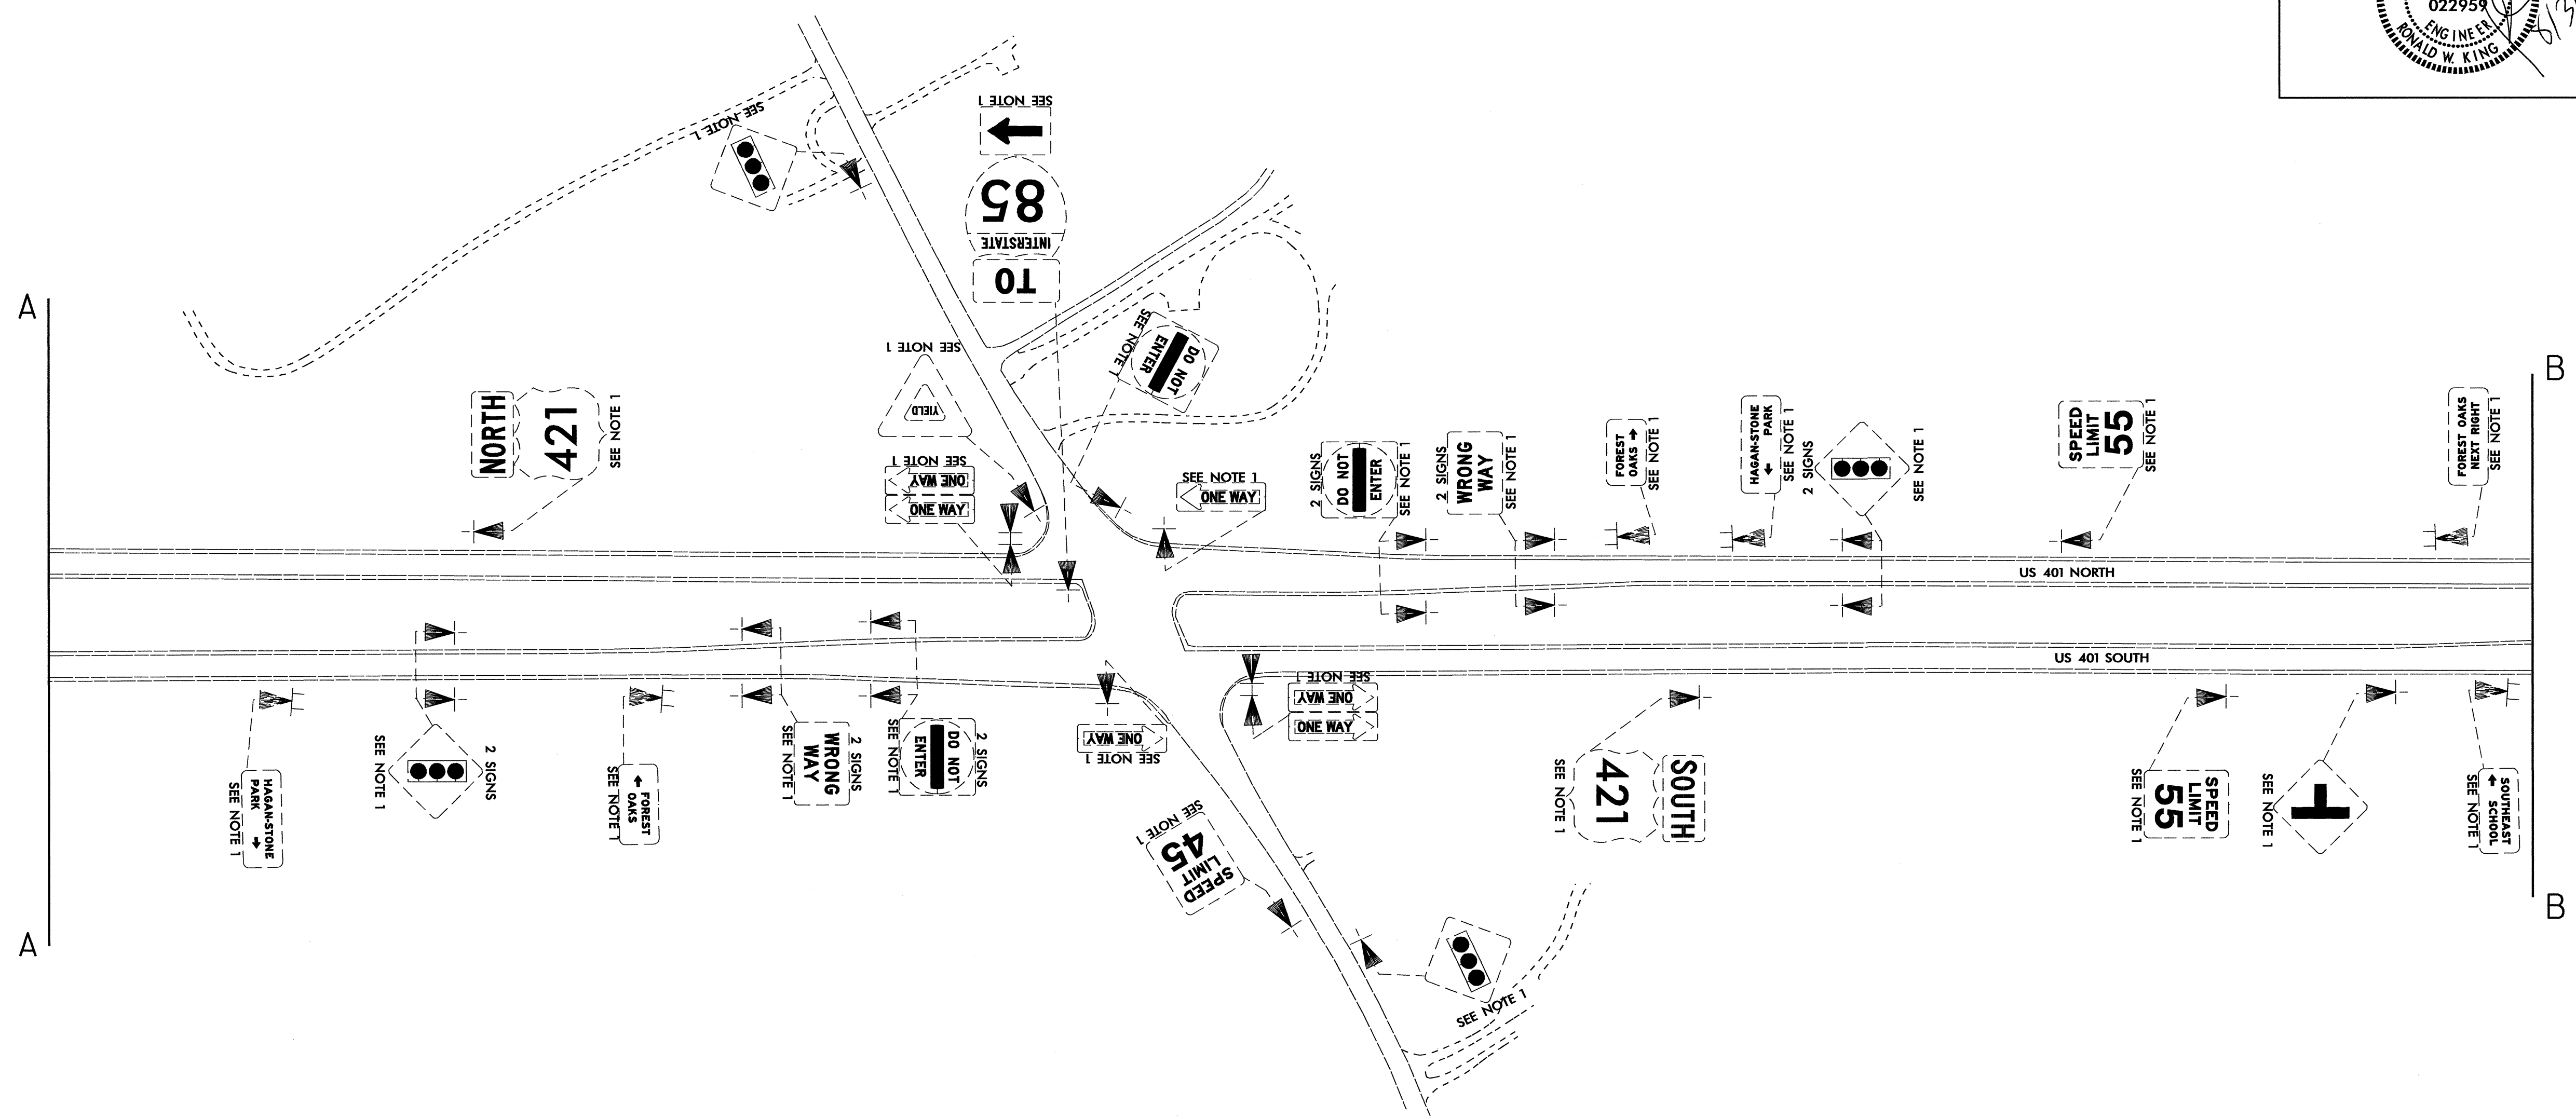 022959
ENGINEER
RONALD W. KING
SEE NOTE 1
SEE NOTE 1
85
INTERSTATE
TO
A
B
SEE NOTE 1
DO NOT
ENTER
SEE NOTE 1
YIELD
NORTH
421
SEE NOTE 1
SEE NOTE 1
ONE WAY
ONE WAY
SEE NOTE 1
ONE WAY
2 SIGNS
DO NOT
ENTER
SEE NOTE 1
2 SIGNS
WRONG
WAY
SEE NOTE 1
FOREST
OAKS →
SEE NOTE 1
HAGAN-STONE
← PARK
SEE NOTE 1
2 SIGNS
SEE NOTE 1
SPEED
LIMIT
55
SEE NOTE 1
FOREST OAKS
NEXT RIGHT
SEE NOTE 1
US 401 NORTH
US 401 SOUTH
HAGAN-STONE
PARK →
SEE NOTE 1
2 SIGNS
SEE NOTE 1
← FOREST
OAKS
SEE NOTE 1
2 SIGNS
WRONG
WAY
SEE NOTE 1
2 SIGNS
DO NOT
ENTER
SEE NOTE 1
ONE WAY
SEE NOTE 1
SEE NOTE 1
ONE WAY
ONE WAY
SPEED
LIMIT
45
SEE NOTE 1
SOUTH
421
SEE NOTE 1
SPEED
LIMIT
55
SEE NOTE 1
SEE NOTE 1
SOUTHEAST
← SCHOOL
SEE NOTE 1
SEE NOTE 1
A
B